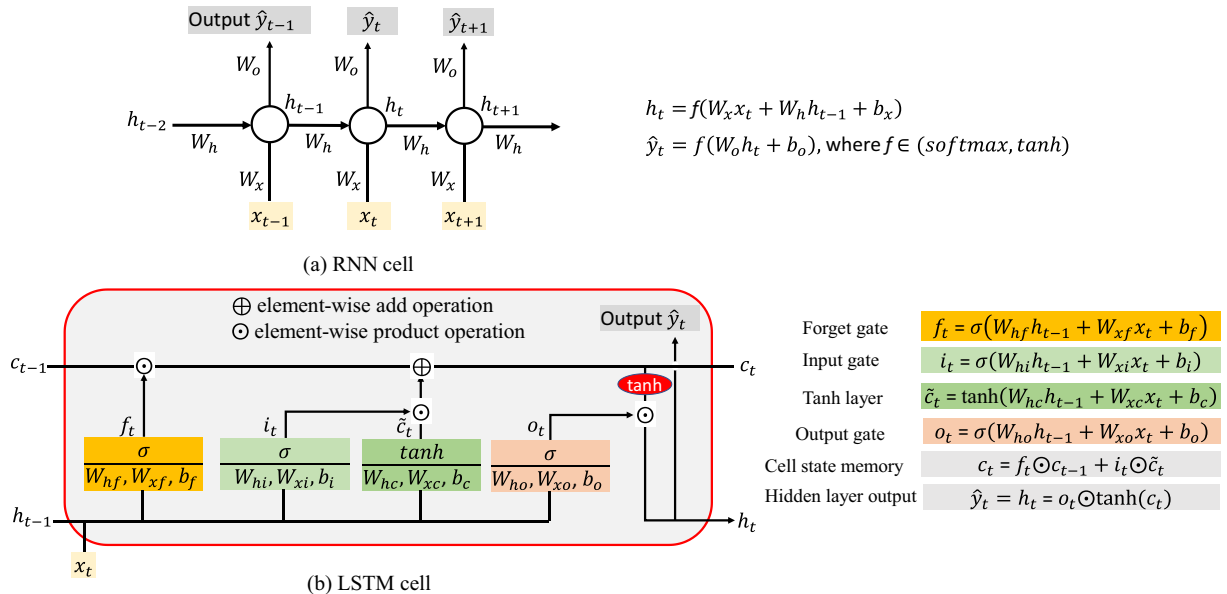 Output ŷ_{t−1} ŷ_t ŷ_{t+1}
W_o W_o W_o
h_{t−2} h_{t−1} h_t h_{t+1}
W_h W_h W_h W_h
W_x W_x W_x
x_{t−1} x_t x_{t+1}
h_t = f(W_x x_t + W_h h_{t−1} + b_x)
ŷ_t = f(W_o h_t + b_o), where f ∈ (softmax, tanh)
(a) RNN cell
⊕ element-wise add operation
⊙ element-wise product operation
Output ŷ_t
c_{t−1} ⊙ ⊕ c_t
tanh
⊙ ⊙
f_t i_t c̃_t o_t
σ σ tanh σ
W_{hf}, W_{xf}, b_f W_{hi}, W_{xi}, b_i W_{hc}, W_{xc}, b_c W_{ho}, W_{xo}, b_o
h_{t−1} h_t
x_t
(b) LSTM cell
Forget gate f_t = σ(W_{hf}h_{t−1} + W_{xf}x_t + b_f)
Input gate i_t = σ(W_{hi}h_{t−1} + W_{xi}x_t + b_i)
Tanh layer c̃_t = tanh(W_{hc}h_{t−1} + W_{xc}x_t + b_c)
Output gate o_t = σ(W_{ho}h_{t−1} + W_{xo}x_t + b_o)
Cell state memory c_t = f_t⊙c_{t−1} + i_t⊙c̃_t
Hidden layer output ŷ_t = h_t = o_t⊙tanh(c_t)